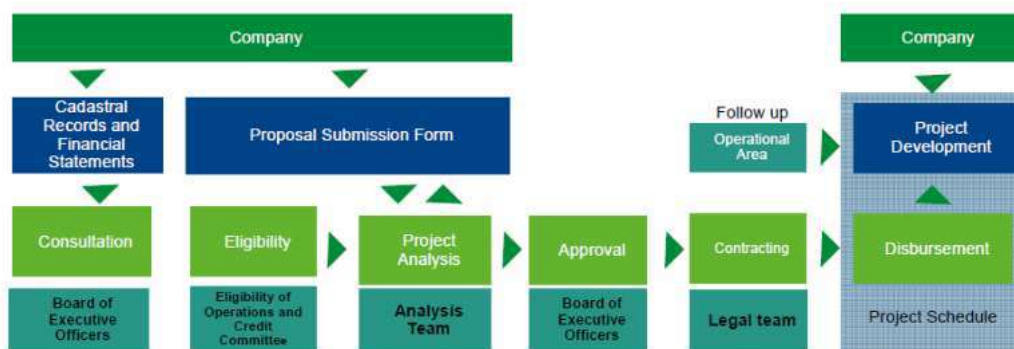 Company
Company
Cadastral
Records and
Financial
Statements
Proposal Submission Form
Follow up
Operational
Area
Project
Development
Consultation
Eligibility
Project
Analysis
Approval
Contracting
Disbursement
Board of
Executive
Officers
Eligibility of
Operations and
Credit
Committee
Analysis
Team
Board of
Executive
Officers
Legal team
Project Schedule